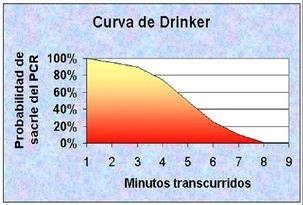 Curva de Drinker
Probabilidad de
sacrle del PCR
100%
80%
60%
40%
20%
0%
1 2 3 4 5 6 7 8 9
Minutos transcurridos